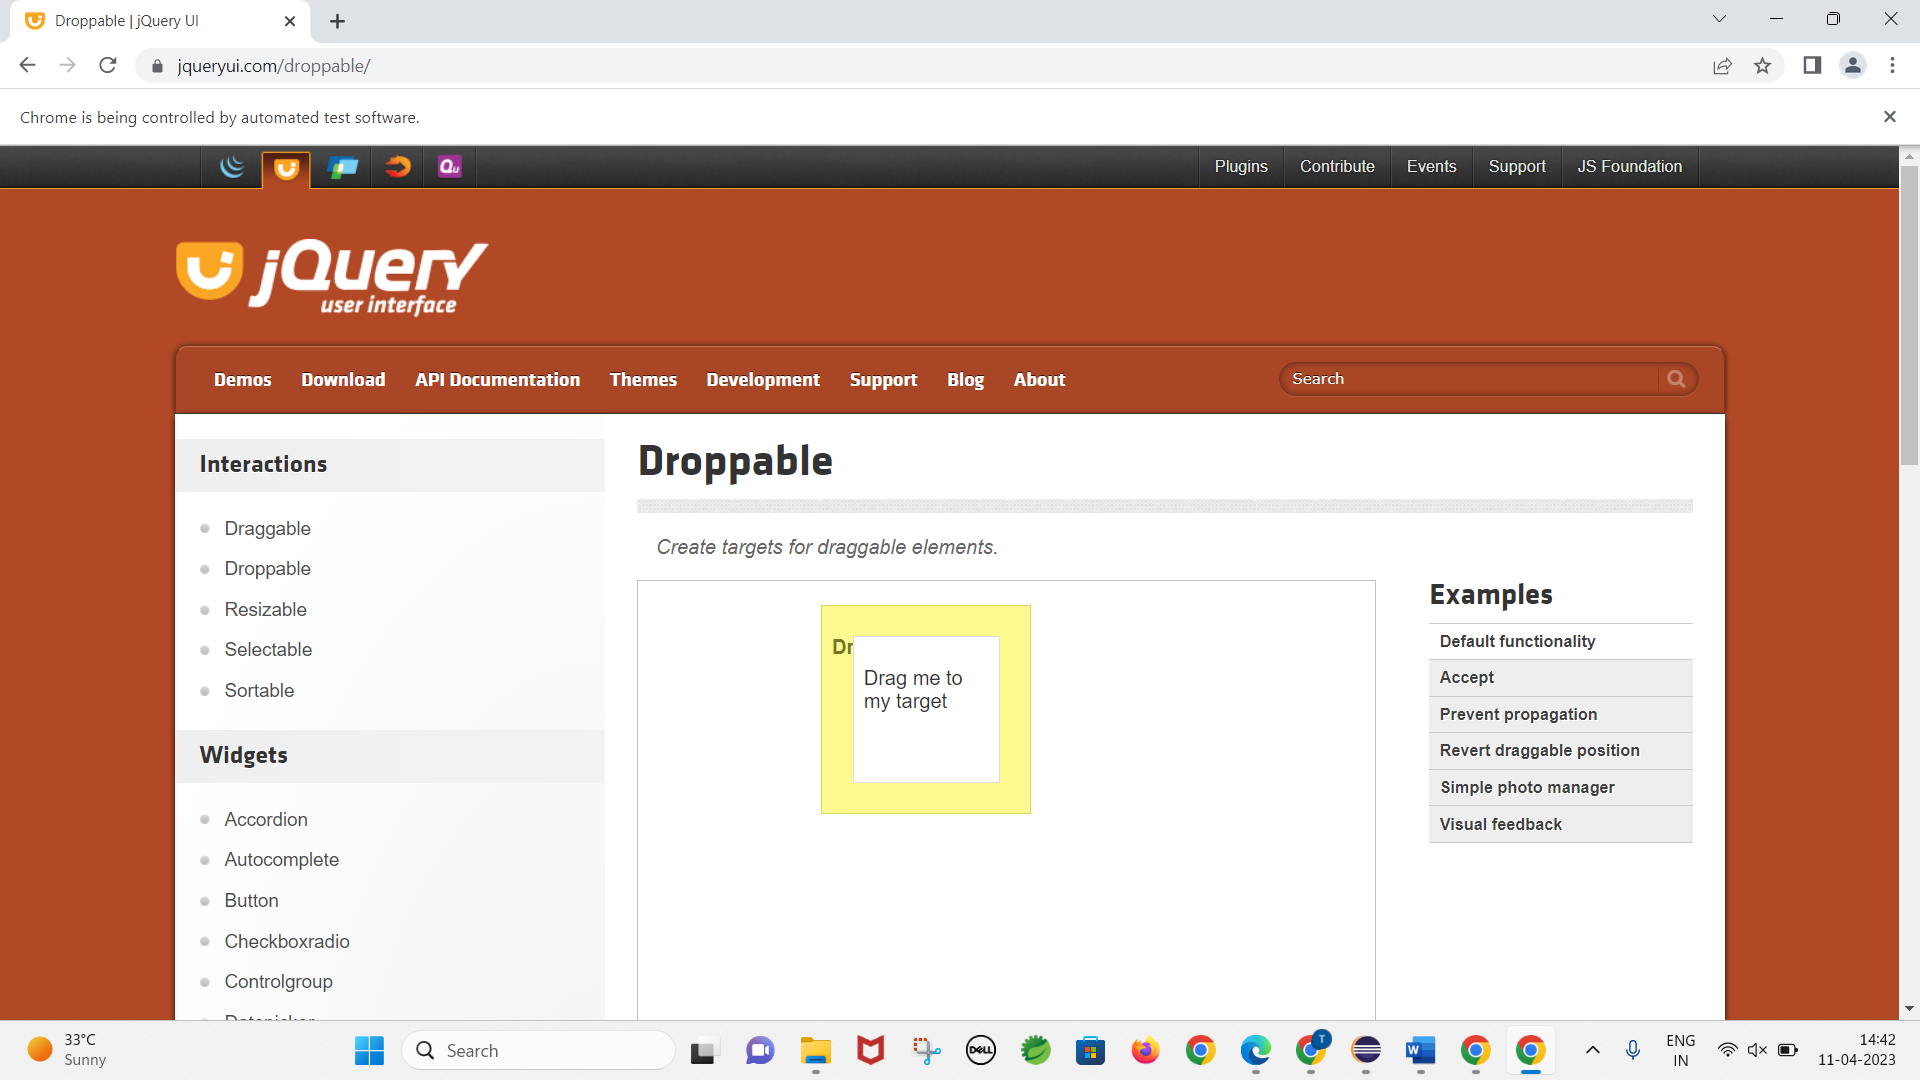 Droppable | jQuery UI
jqueryui.com/droppable/
Chrome is being controlled by automated test software.
Qu
Plugins
Contribute
Events
Support
JS Foundation
jQuery
user interface
Demos
Download
API Documentation
Themes
Development
Support
Blog
About
Search
Interactions
Draggable
Droppable
Resizable
Selectable
Sortable
Widgets
Accordion
Autocomplete
Button
Checkboxradio
Controlgroup
Droppable
Create targets for draggable elements.
Dr
Drag me to
my target
Examples
Default functionality
Accept
Prevent propagation
Revert draggable position
Simple photo manager
Visual feedback
33°C
Sunny
Search
DELL
T
W
ENG
IN
14:42
11-04-2023